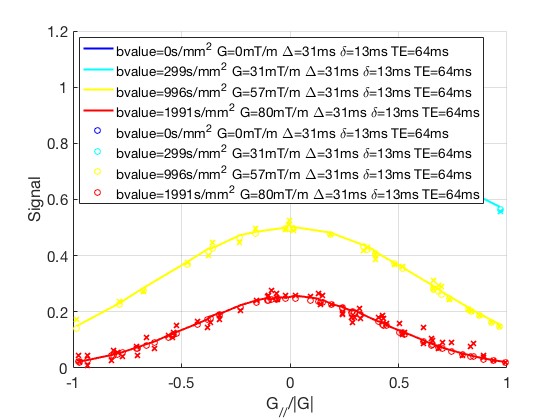 1.2
1
0.8
0.6
0.4
0.2
0
Signal
bvalue=0s/mm² G=0mT/m Δ=31ms δ=13ms TE=64ms
bvalue=299s/mm² G=31mT/m Δ=31ms δ=13ms TE=64ms
bvalue=996s/mm² G=57mT/m Δ=31ms δ=13ms TE=64ms
bvalue=1991s/mm² G=80mT/m Δ=31ms δ=13ms TE=64ms
bvalue=0s/mm² G=0mT/m Δ=31ms δ=13ms TE=64ms
bvalue=299s/mm² G=31mT/m Δ=31ms δ=13ms TE=64ms
bvalue=996s/mm² G=57mT/m Δ=31ms δ=13ms TE=64ms
bvalue=1991s/mm² G=80mT/m Δ=31ms δ=13ms TE=64ms
-1 -0.5 0 0.5 1
G_{//}/|G|